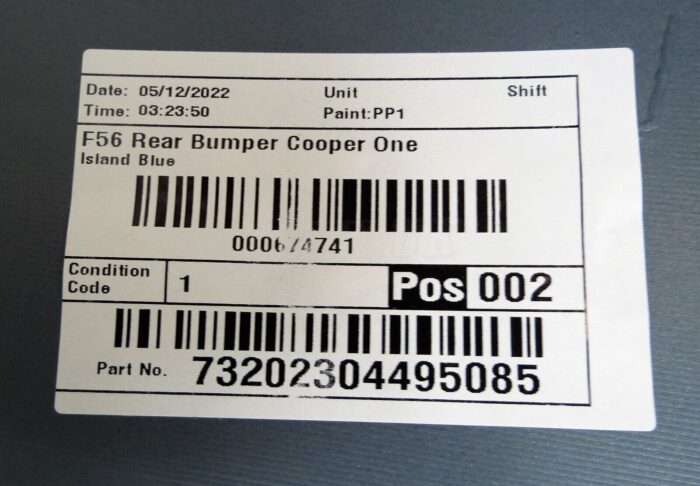 Date: 05/12/2022 Unit Shift
Time: 03:23:50 Paint:PP1
F56 Rear Bumper Cooper One
Island Blue
000674741
Condition Code 1 Pos 002
Part No. 73202304495085